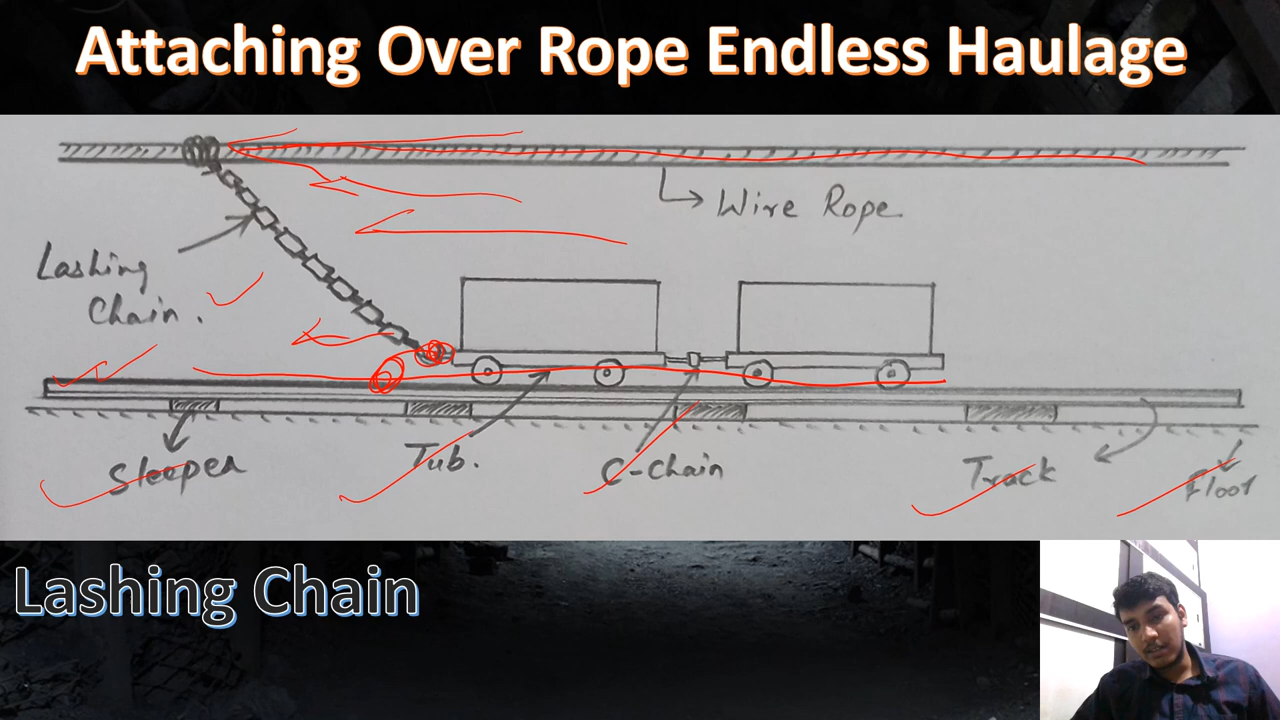 Attaching Over Rope Endless Haulage
Wire Rope
Lashing
Chain.
Sleeper
Tub.
C-Chain
Track
Floor
Lashing Chain